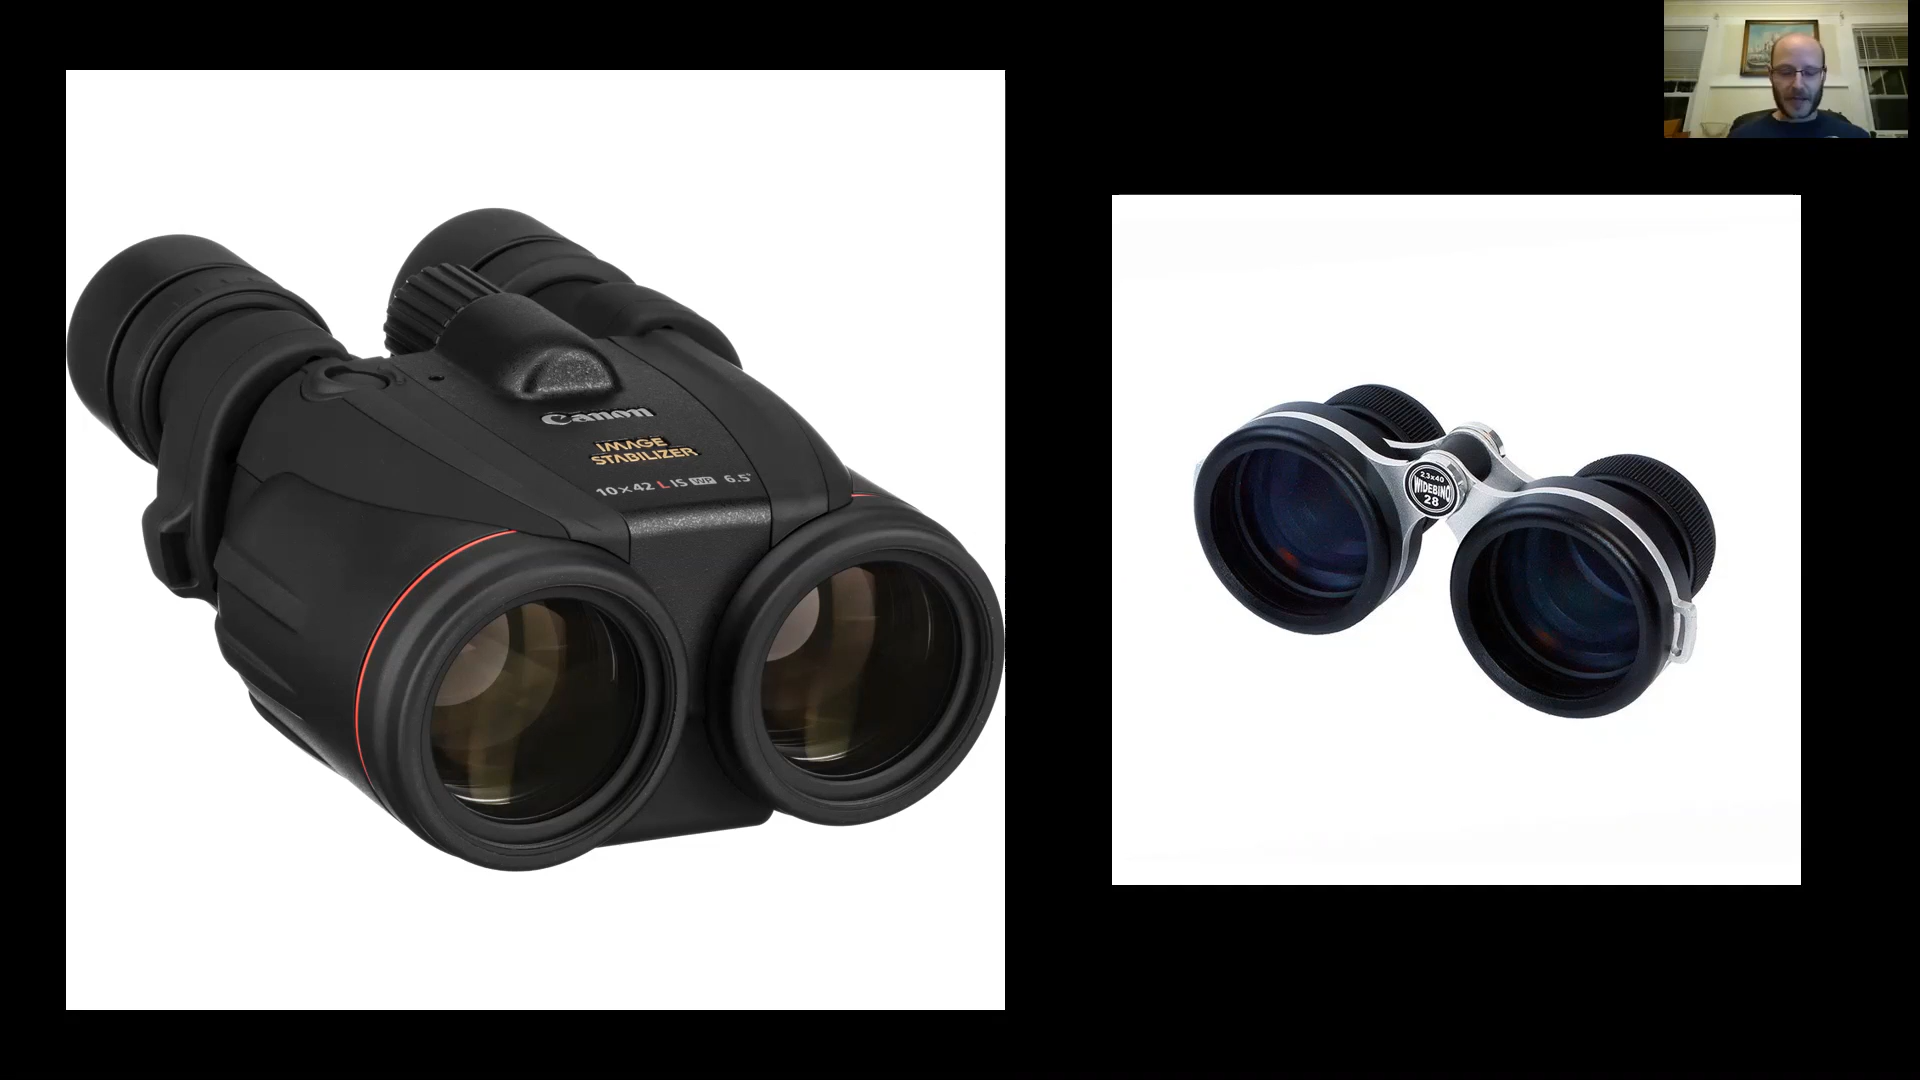 Canon
IMAGE
STABILIZER
10×42 L IS WP 6.5°
2.3x40
WIDEBINO
28